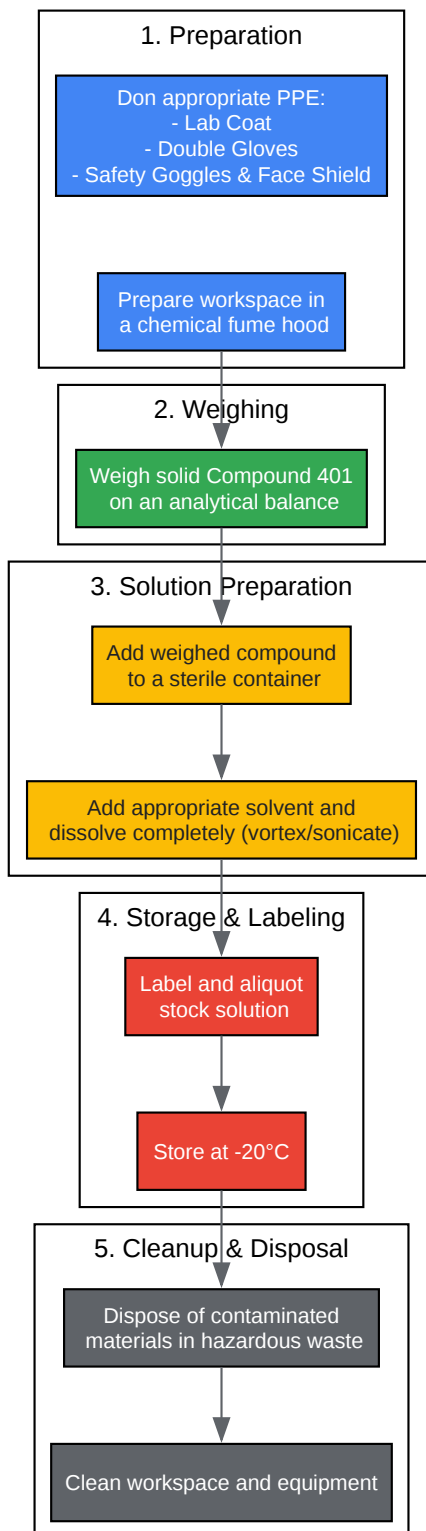 1. Preparation
Don appropriate PPE:
- Lab Coat
- Double Gloves
- Safety Goggles & Face Shield
Prepare workspace in
a chemical fume hood
2. Weighing
Weigh solid Compound 401
on an analytical balance
3. Solution Preparation
Add weighed compound
to a sterile container
Add appropriate solvent and
dissolve completely (vortex/sonicate)
4. Storage & Labeling
Label and aliquot
stock solution
Store at -20°C
5. Cleanup & Disposal
Dispose of contaminated
materials in hazardous waste
Clean workspace and equipment